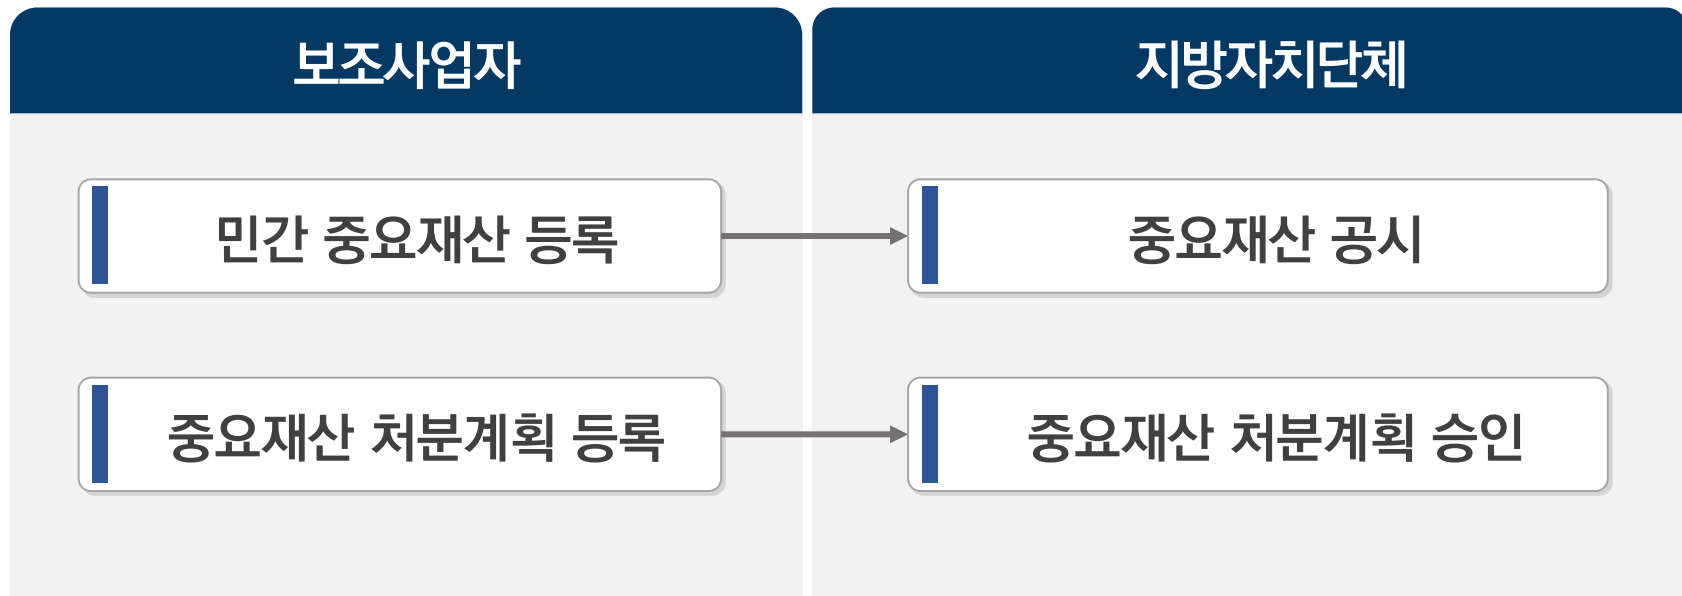 보조사업자
지방자치단체
민간 중요재산 등록
중요재산 공시
중요재산 처분계획 등록
중요재산 처분계획 승인